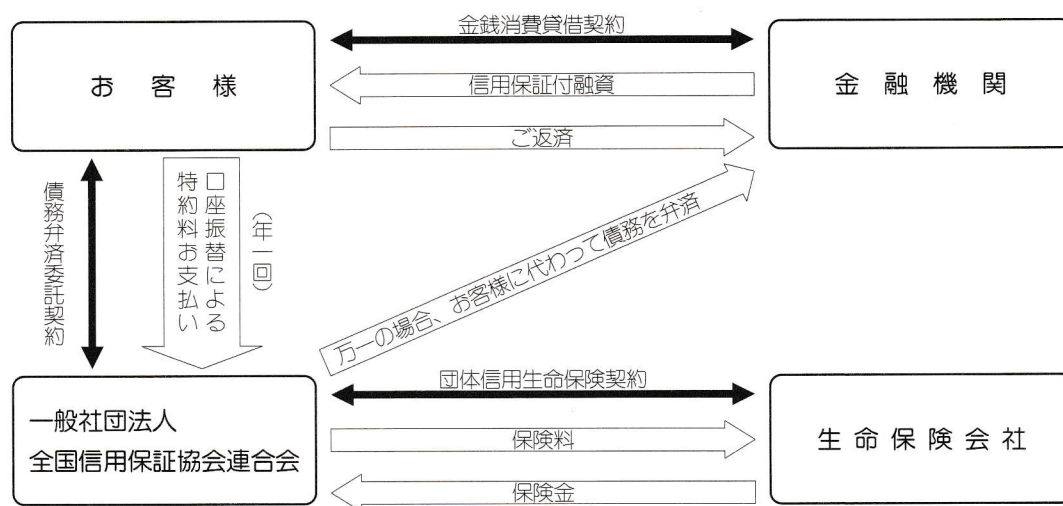 金銭消費貸借契約
お客様
信用保証付融資
金融機関
ご返済
債務弁済委託契約
口座振替による
特約料お支払い
(年一回)
万一の場合、お客様に代わって債務を弁済
団体信用生命保険契約
一般社団法人
全国信用保証協会連合会
保険料
生命保険会社
保険金